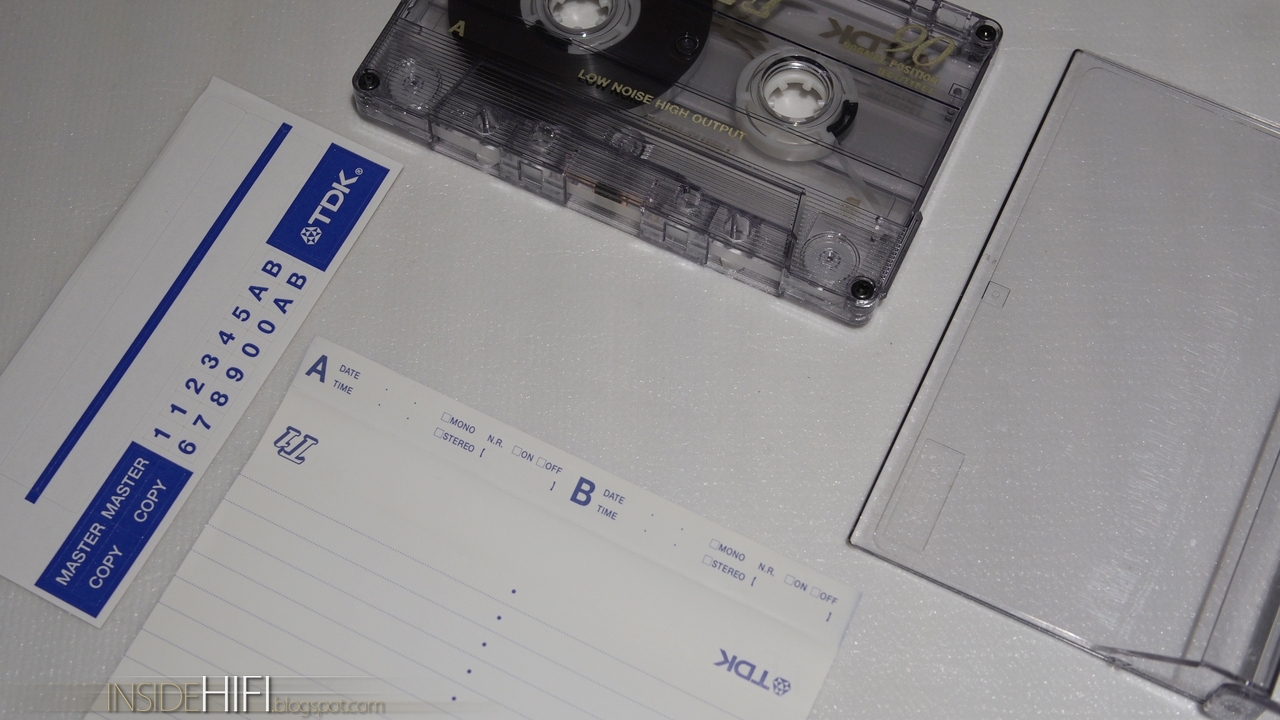 A
LOW NOISE HIGH OUTPUT
TDK
TDK®
1 1 2 3 4 5 A B
6 7 8 9 0 0 A B
MASTER MASTER
COPY COPY
A DATE
TIME
□MONO N.R. □ON □OFF
□STEREO [ ]
B DATE
TIME
□MONO N.R. □ON □OFF
□STEREO [ ]
TDK
INSIDEHIFI.blogspot.com